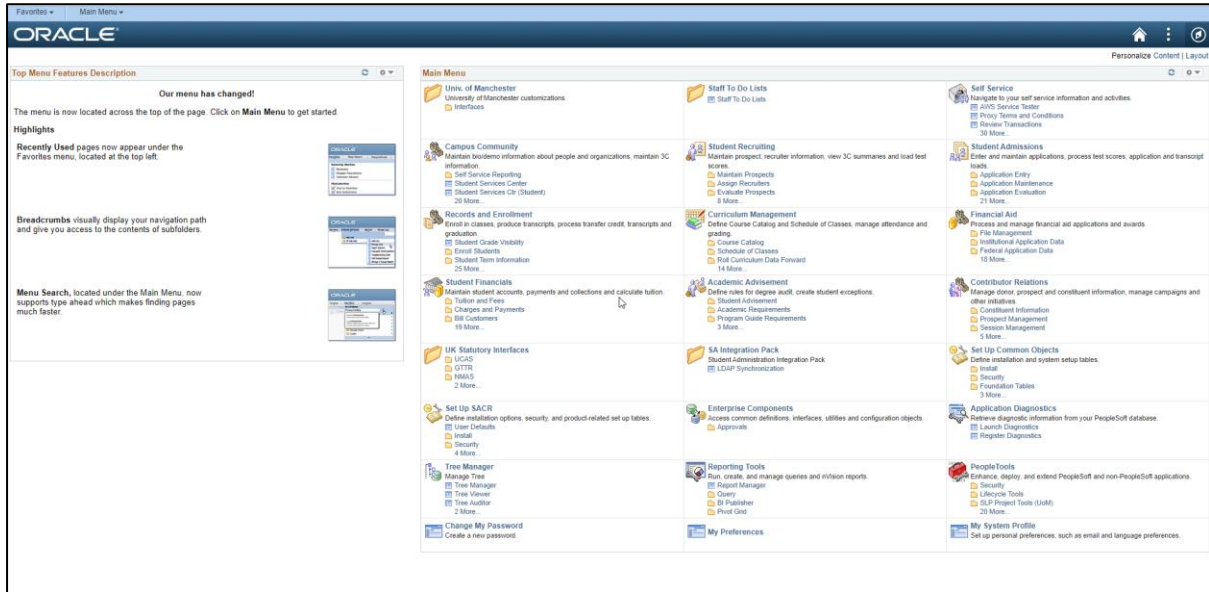 Favorites
Main Menu
ORACLE
Personalize Content | Layout
Top Menu Features Description
Our menu has changed!
The menu is now located across the top of the page. Click on Main Menu to get started.
Highlights
Recently Used pages now appear under the
Favorites menu, located at the top left.
Breadcrumbs visually display your navigation path
and give you access to the contents of subfolders.
Menu Search, located under the Main Menu, now
supports type ahead which makes finding pages
much faster.
Main Menu
Univ. of Manchester
University of Manchester customizations
Interfaces
Staff To Do Lists
Staff To Do Lists
Self Service
Navigate to your self service information and activities.
AWS Service Tester
Proxy Terms and Conditions
Review Transactions
30 More...
Campus Community
Maintain bio/demo information about people and organizations, maintain 3C
information.
Self Service Reporting
Student Services Center
Student Services Ctr (Student)
20 More...
Student Recruiting
Maintain prospect, recruiter information, view 3C summaries and load test
scores.
Maintain Prospects
Assign Recruiters
Evaluate Prospects
8 More...
Student Admissions
Enter and maintain applications, process test scores, application and transcript
loads.
Application Entry
Application Maintenance
Application Evaluation
21 More...
Records and Enrollment
Enroll in classes, produce transcripts, process transfer credit, transcripts and
graduation.
Student Grade Visibility
Enroll Students
Student Term Information
25 More...
Curriculum Management
Define Course Catalog and Schedule of Classes, manage attendance and
grading.
Course Catalog
Schedule of Classes
Roll Curriculum Data Forward
14 More...
Financial Aid
Process and manage financial aid applications and awards
File Management
Institutional Application Data
Federal Application Data
18 More...
Student Financials
Maintain student accounts, payments and collections and calculate tuition.
Tuition and Fees
Charges and Payments
Bill Customers
19 More...
Academic Advisement
Define rules for degree audit, create student exceptions.
Student Advisement
Academic Requirements
Program Guide Requirements
3 More...
Contributor Relations
Manage donor, prospect and constituent information, manage campaigns and
other initiatives.
Constituent Information
Prospect Management
Session Management
5 More...
UK Statutory Interfaces
UCAS
GTTR
NMAS
2 More...
SA Integration Pack
Student Administration Integration Pack
LDAP Synchronization
Set Up Common Objects
Define installation and system setup tables.
Install
Security
Foundation Tables
3 More...
Set Up SACR
Define installation options, security, and product-related set up tables.
User Defaults
Install
Security
4 More...
Enterprise Components
Access common definitions, interfaces, utilities and configuration objects.
Approvals
Application Diagnostics
Retrieve diagnostic information from your PeopleSoft database.
Launch Diagnostics
Register Diagnostics
Tree Manager
Manage Tree
Tree Manager
Tree Viewer
Tree Auditor
2 More...
Reporting Tools
Run, create, and manage queries and nVision reports.
Report Manager
Query
BI Publisher
Pivot Grid
PeopleTools
Enhance, deploy, and extend PeopleSoft and non-PeopleSoft applications.
Security
Lifecycle Tools
SLP Project Tools (UoM)
20 More...
Change My Password
Create a new password.
My Preferences
My System Profile
Set up personal preferences, such as email and language preferences.